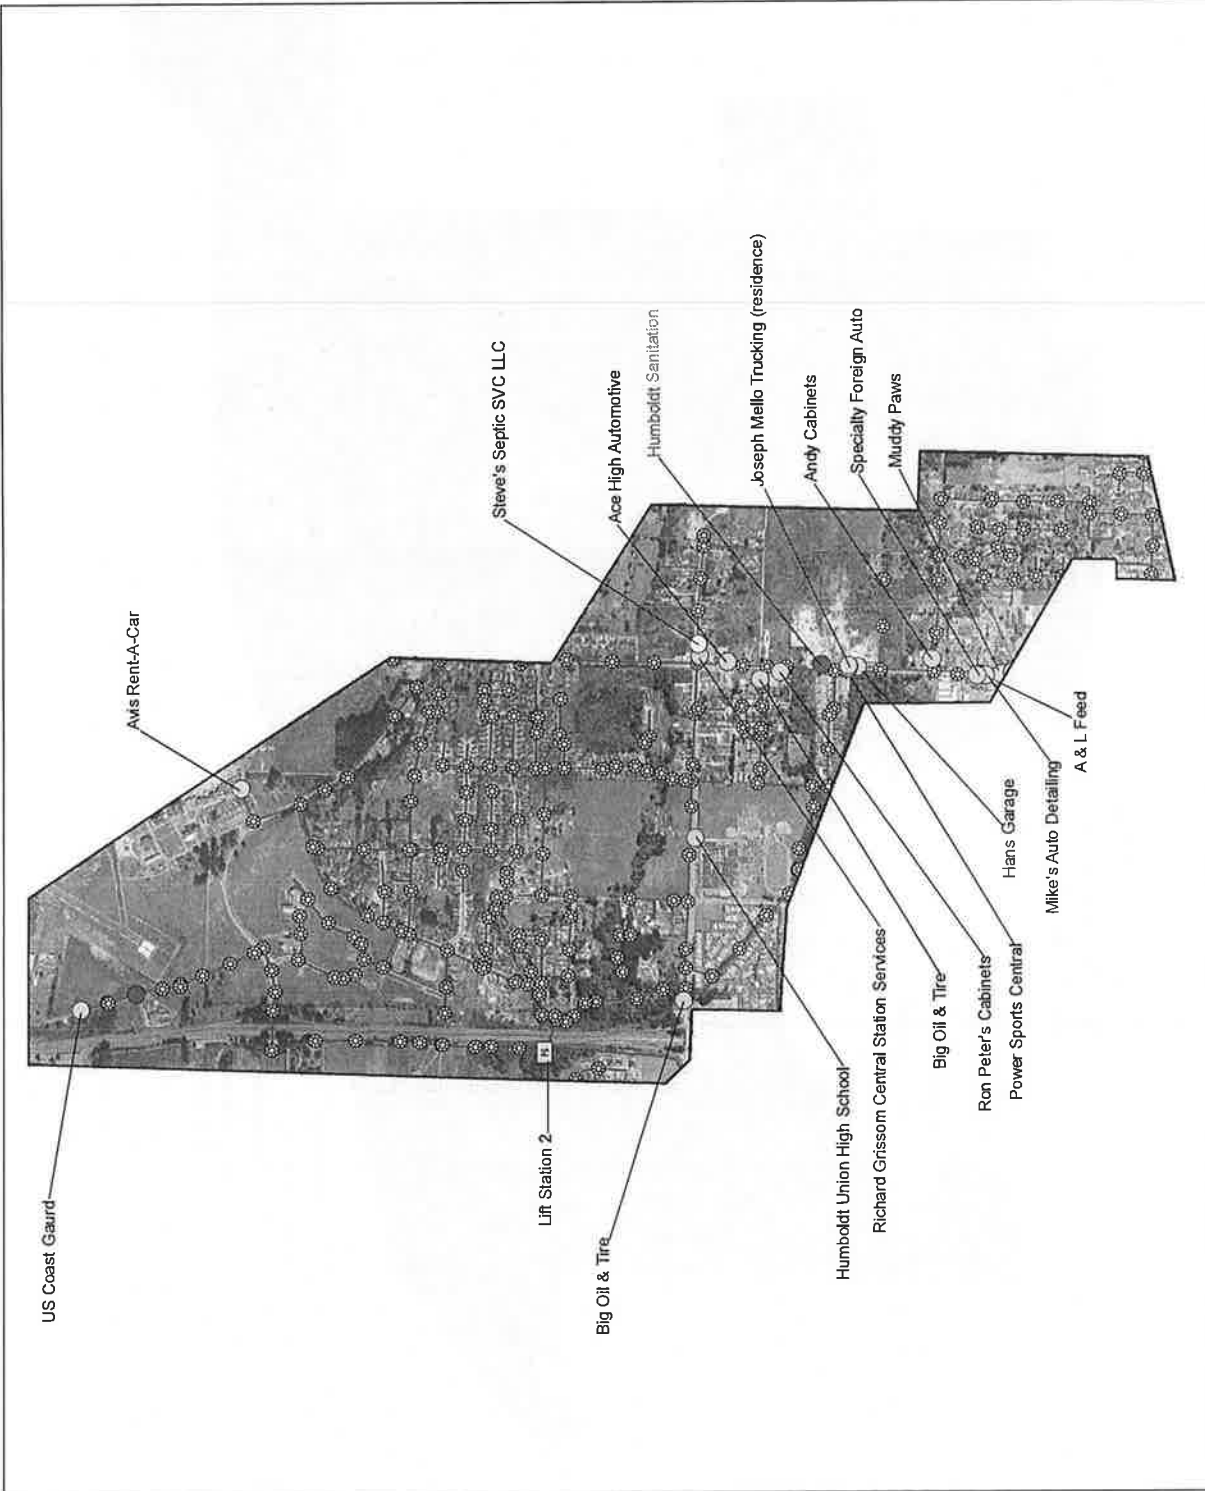 US Coast Gaurd
Avis Rent-A-Car
Steve's Septic SVC LLC
Lift Station 2
Big Oil & Tire
Ace High Automotive
Humboldt Sanitation
Joseph Mello Trucking (residence)
Andy Cabinets
Specialty Foreign Auto
Muddy Paws
Humboldt Union High School
Richard Grissom Central Station Services
Big Oil & Tire
Ron Peter's Cabinets
Power Sports Central
Hans Garage
Mike's Auto Detailing
A & L Feed